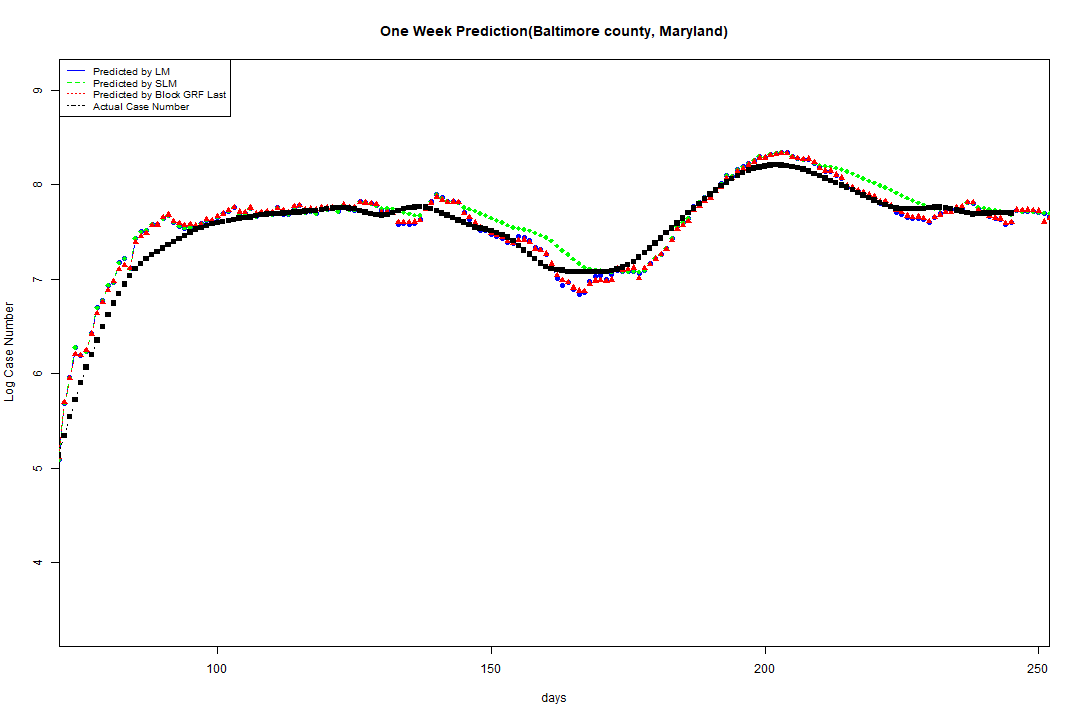 One Week Prediction(Baltimore county, Maryland)
Predicted by LM
Predicted by SLM
Predicted by Block GRF Last
Actual Case Number
9
8
7
6
5
4
Log Case Number
100 150 200 250
days